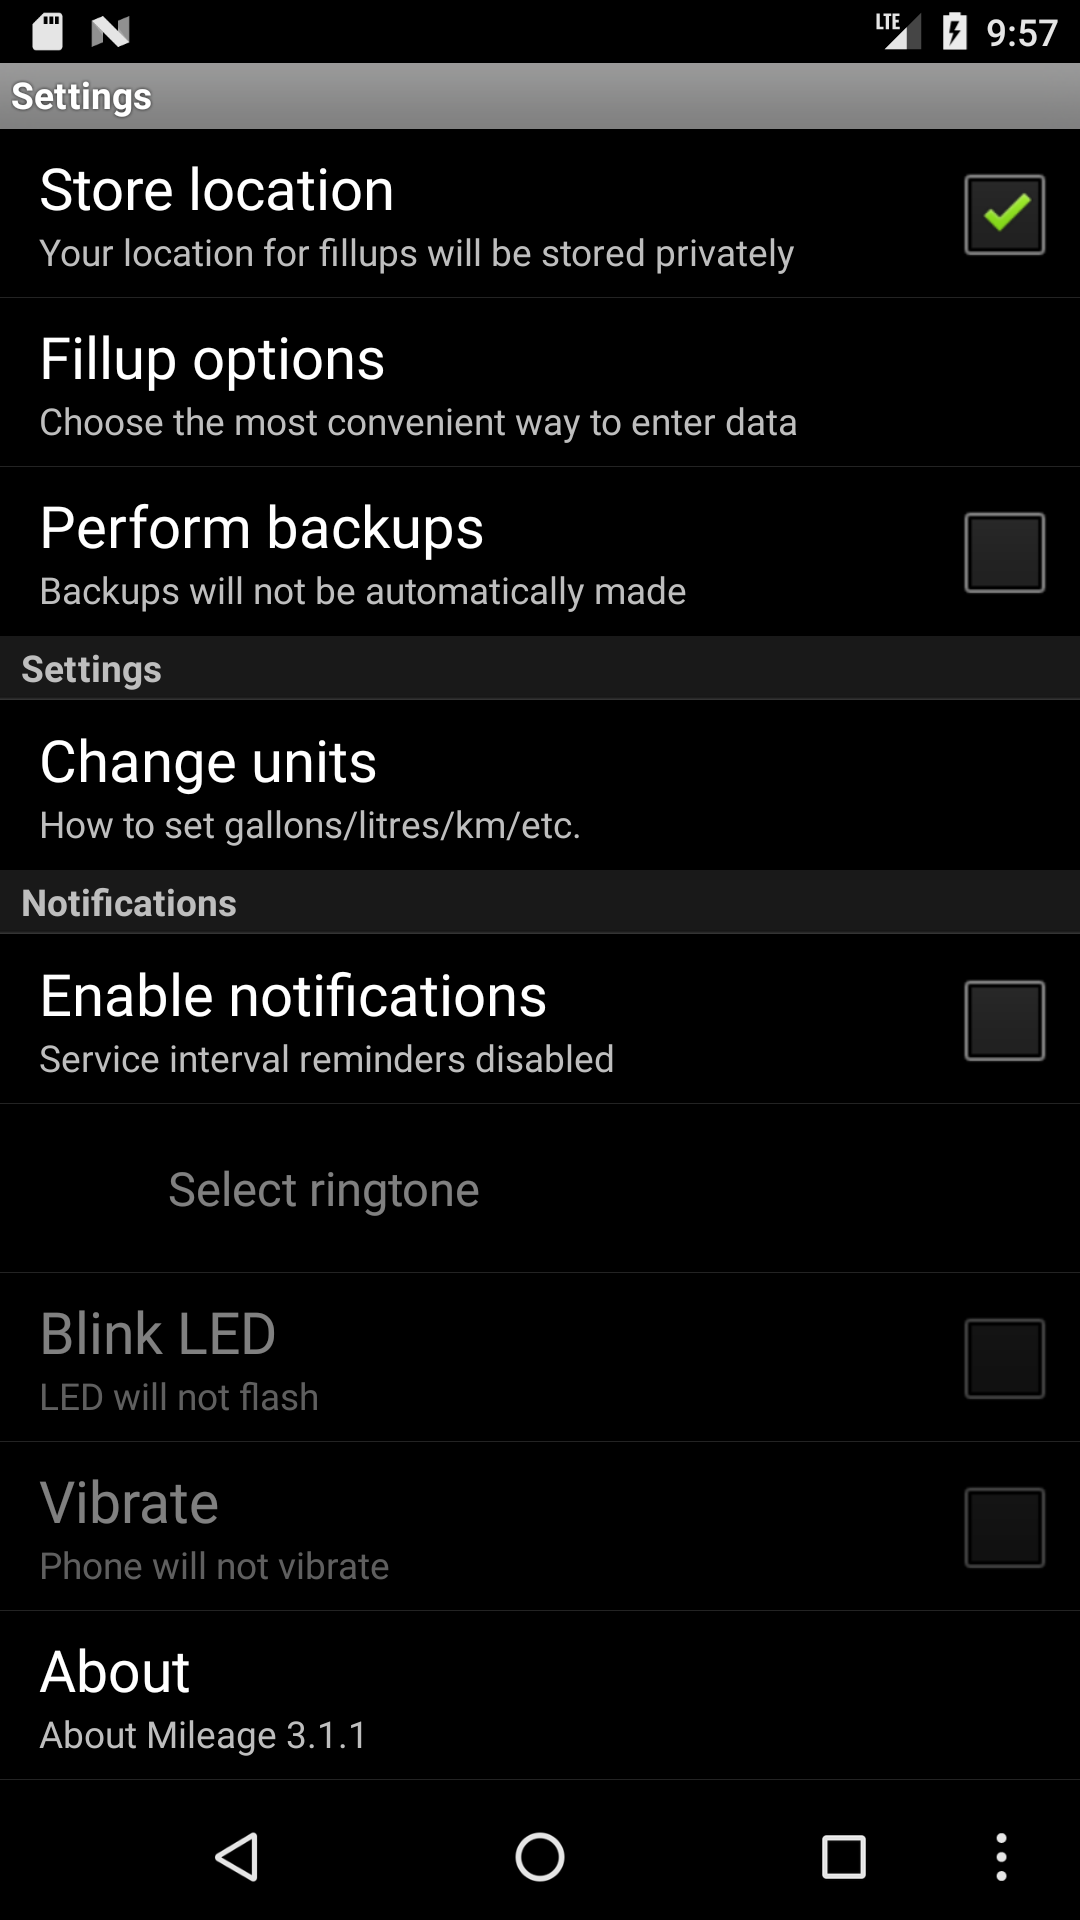 LTE 9:57
Settings
Store location
Your location for fillups will be stored privately
Fillup options
Choose the most convenient way to enter data
Perform backups
Backups will not be automatically made
Settings
Change units
How to set gallons/litres/km/etc.
Notifications
Enable notifications
Service interval reminders disabled
Select ringtone
Blink LED
LED will not flash
Vibrate
Phone will not vibrate
About
About Mileage 3.1.1